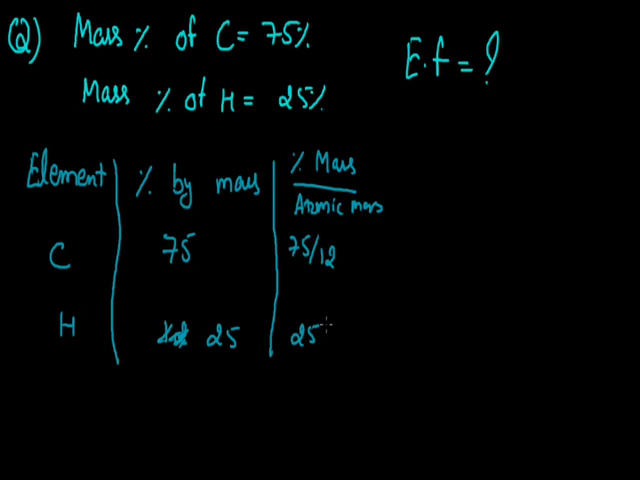 Q) Mass % of C= 75%
E.f = ?
Mass % of H= 25%
Element % by mass % Mass
Atomic mass
C 75 75/12
H 25 25